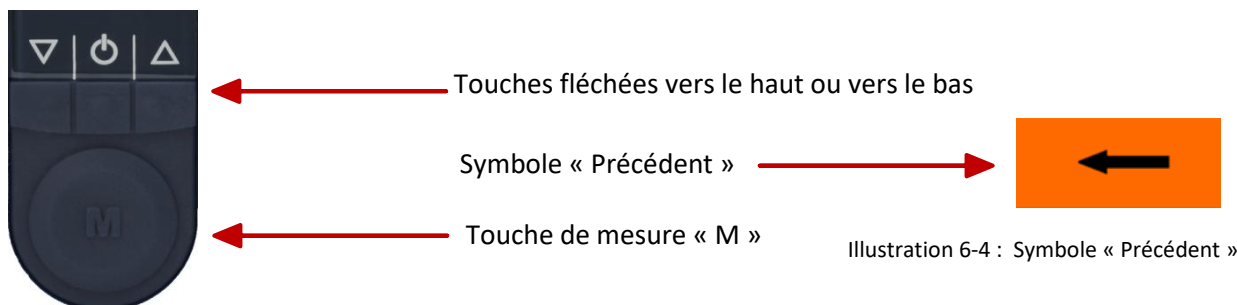 Touches fléchées vers le haut ou vers le bas
Symbole « Précédent »
M
Touche de mesure « M »
Illustration 6-4 : Symbole « Précédent »